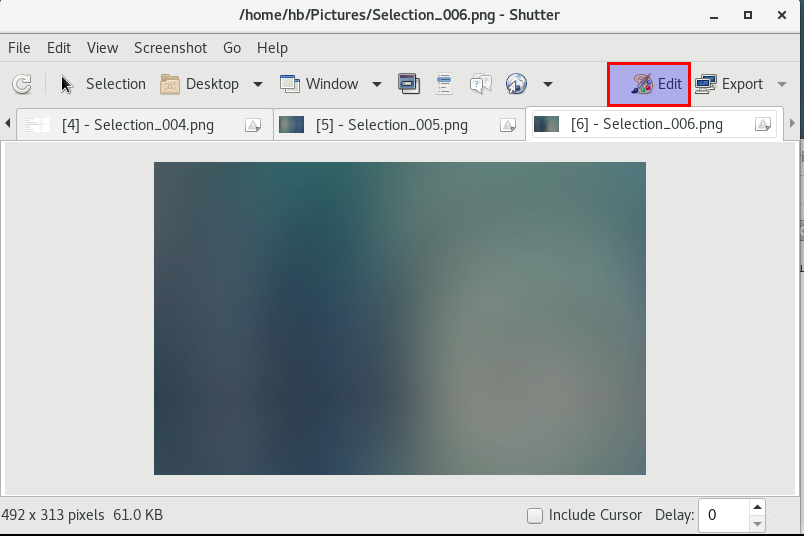 /home/hb/Pictures/Selection_006.png - Shutter
File Edit View Screenshot Go Help
Selection Desktop Window Edit Export
[4] - Selection_004.png [5] - Selection_005.png [6] - Selection_006.png
492 x 313 pixels 61.0 KB Include Cursor Delay: 0